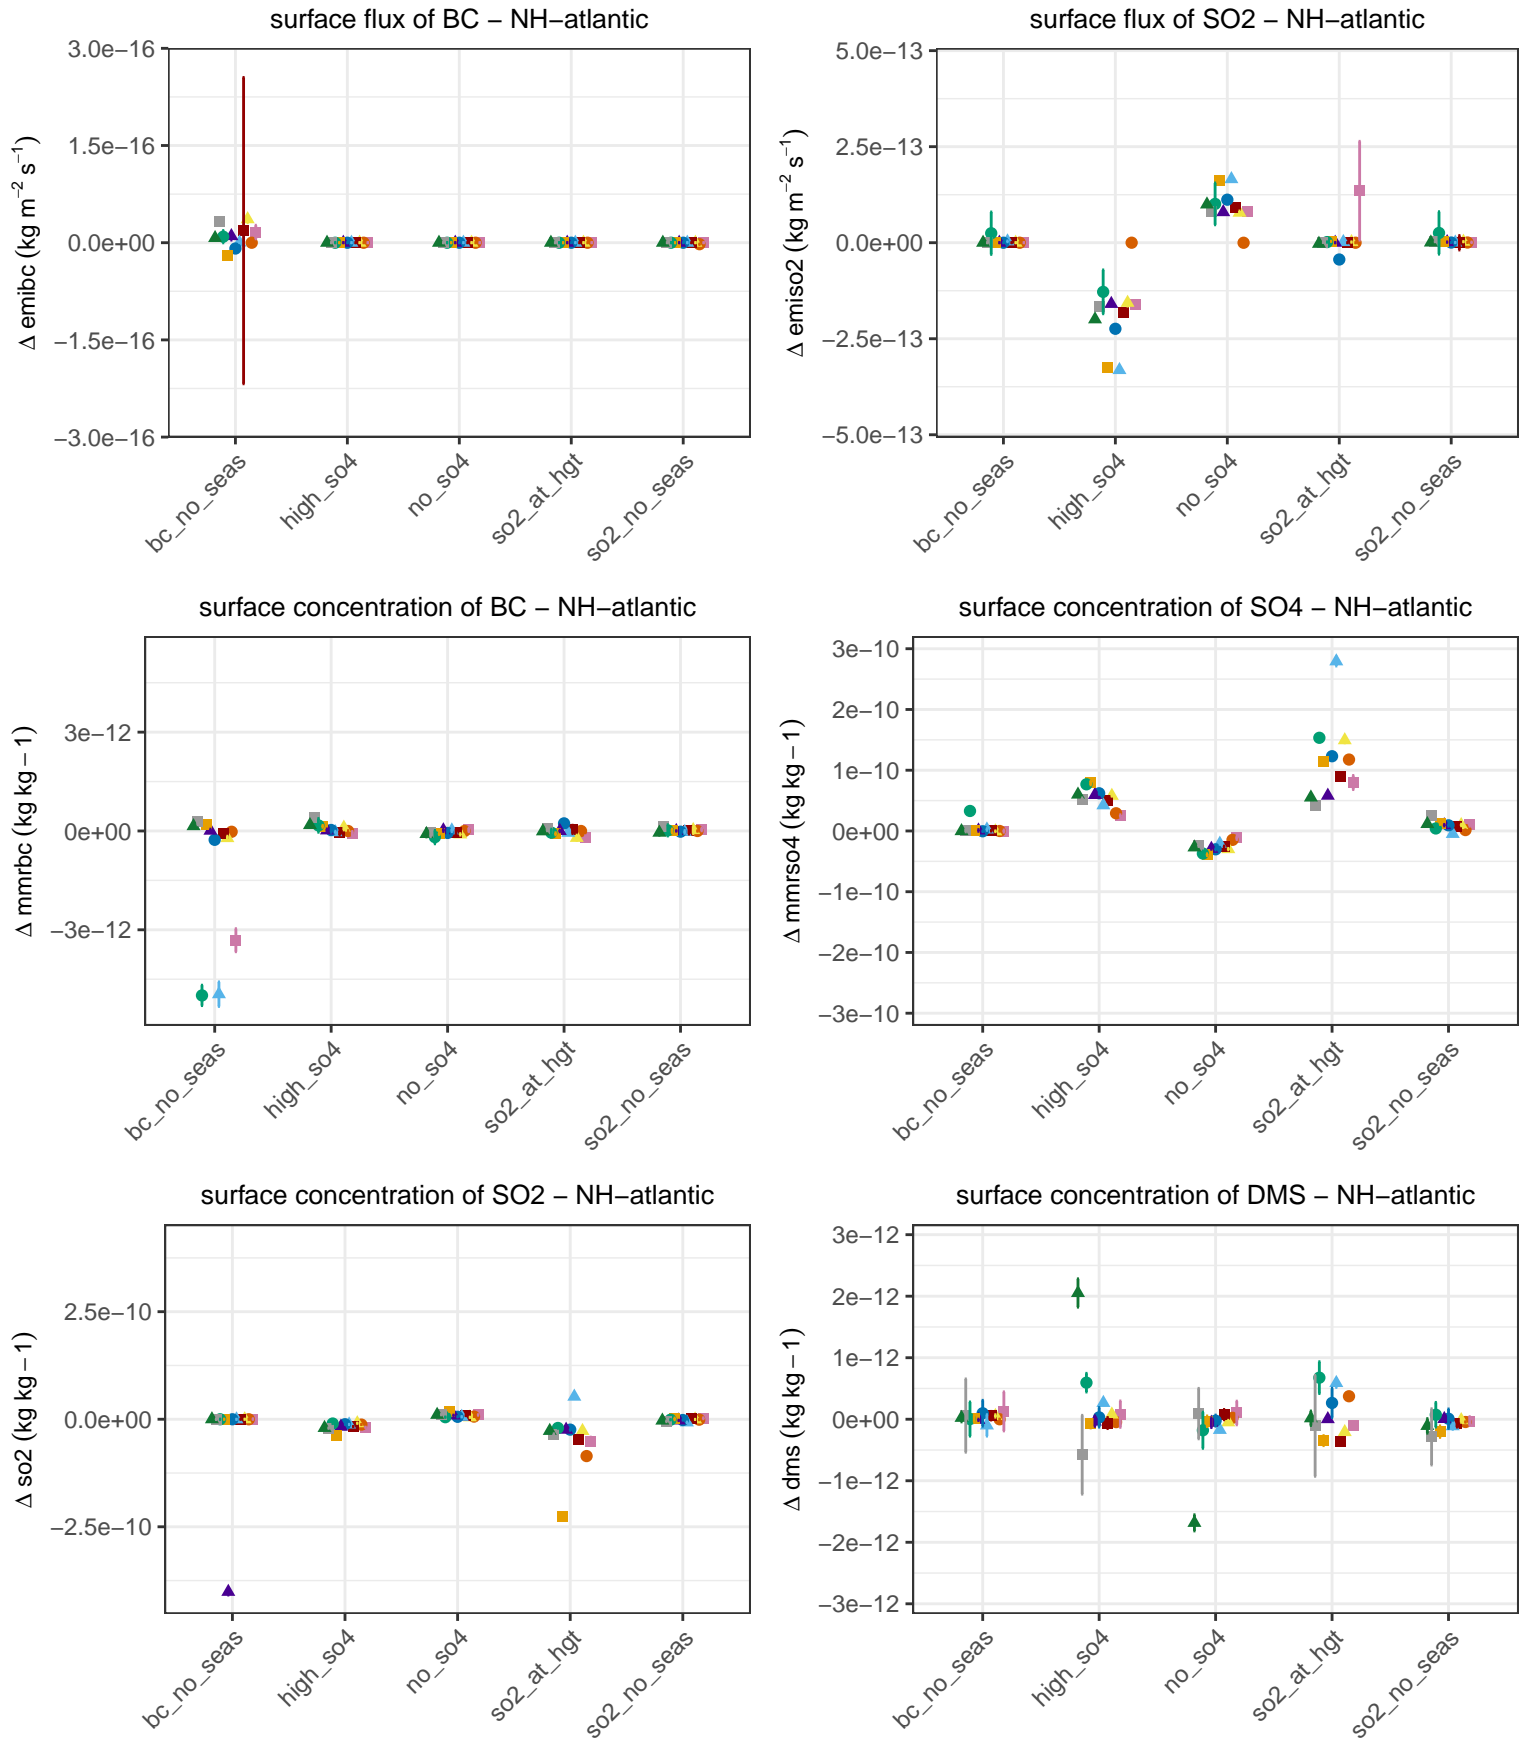 surface flux of BC − NH−atlantic
Δ emibc (kg m−2 s−1)
3.0e−16
1.5e−16
0.0e+00
−1.5e−16
−3.0e−16
bc_no_seas
high_so4
no_so4
so2_at_hgt
so2_no_seas
surface flux of SO2 − NH−atlantic
Δ emiso2 (kg m−2 s−1)
5.0e−13
2.5e−13
0.0e+00
−2.5e−13
−5.0e−13
bc_no_seas
high_so4
no_so4
so2_at_hgt
so2_no_seas
surface concentration of BC − NH−atlantic
Δ mmrbc (kg kg−1)
3e−12
0e+00
−3e−12
bc_no_seas
high_so4
no_so4
so2_at_hgt
so2_no_seas
surface concentration of SO4 − NH−atlantic
Δ mmrso4 (kg kg−1)
3e−10
2e−10
1e−10
0e+00
−1e−10
−2e−10
−3e−10
bc_no_seas
high_so4
no_so4
so2_at_hgt
so2_no_seas
surface concentration of SO2 − NH−atlantic
Δ so2 (kg kg−1)
2.5e−10
0.0e+00
−2.5e−10
bc_no_seas
high_so4
no_so4
so2_at_hgt
so2_no_seas
surface concentration of DMS − NH−atlantic
Δ dms (kg kg−1)
3e−12
2e−12
1e−12
0e+00
−1e−12
−2e−12
−3e−12
bc_no_seas
high_so4
no_so4
so2_at_hgt
so2_no_seas